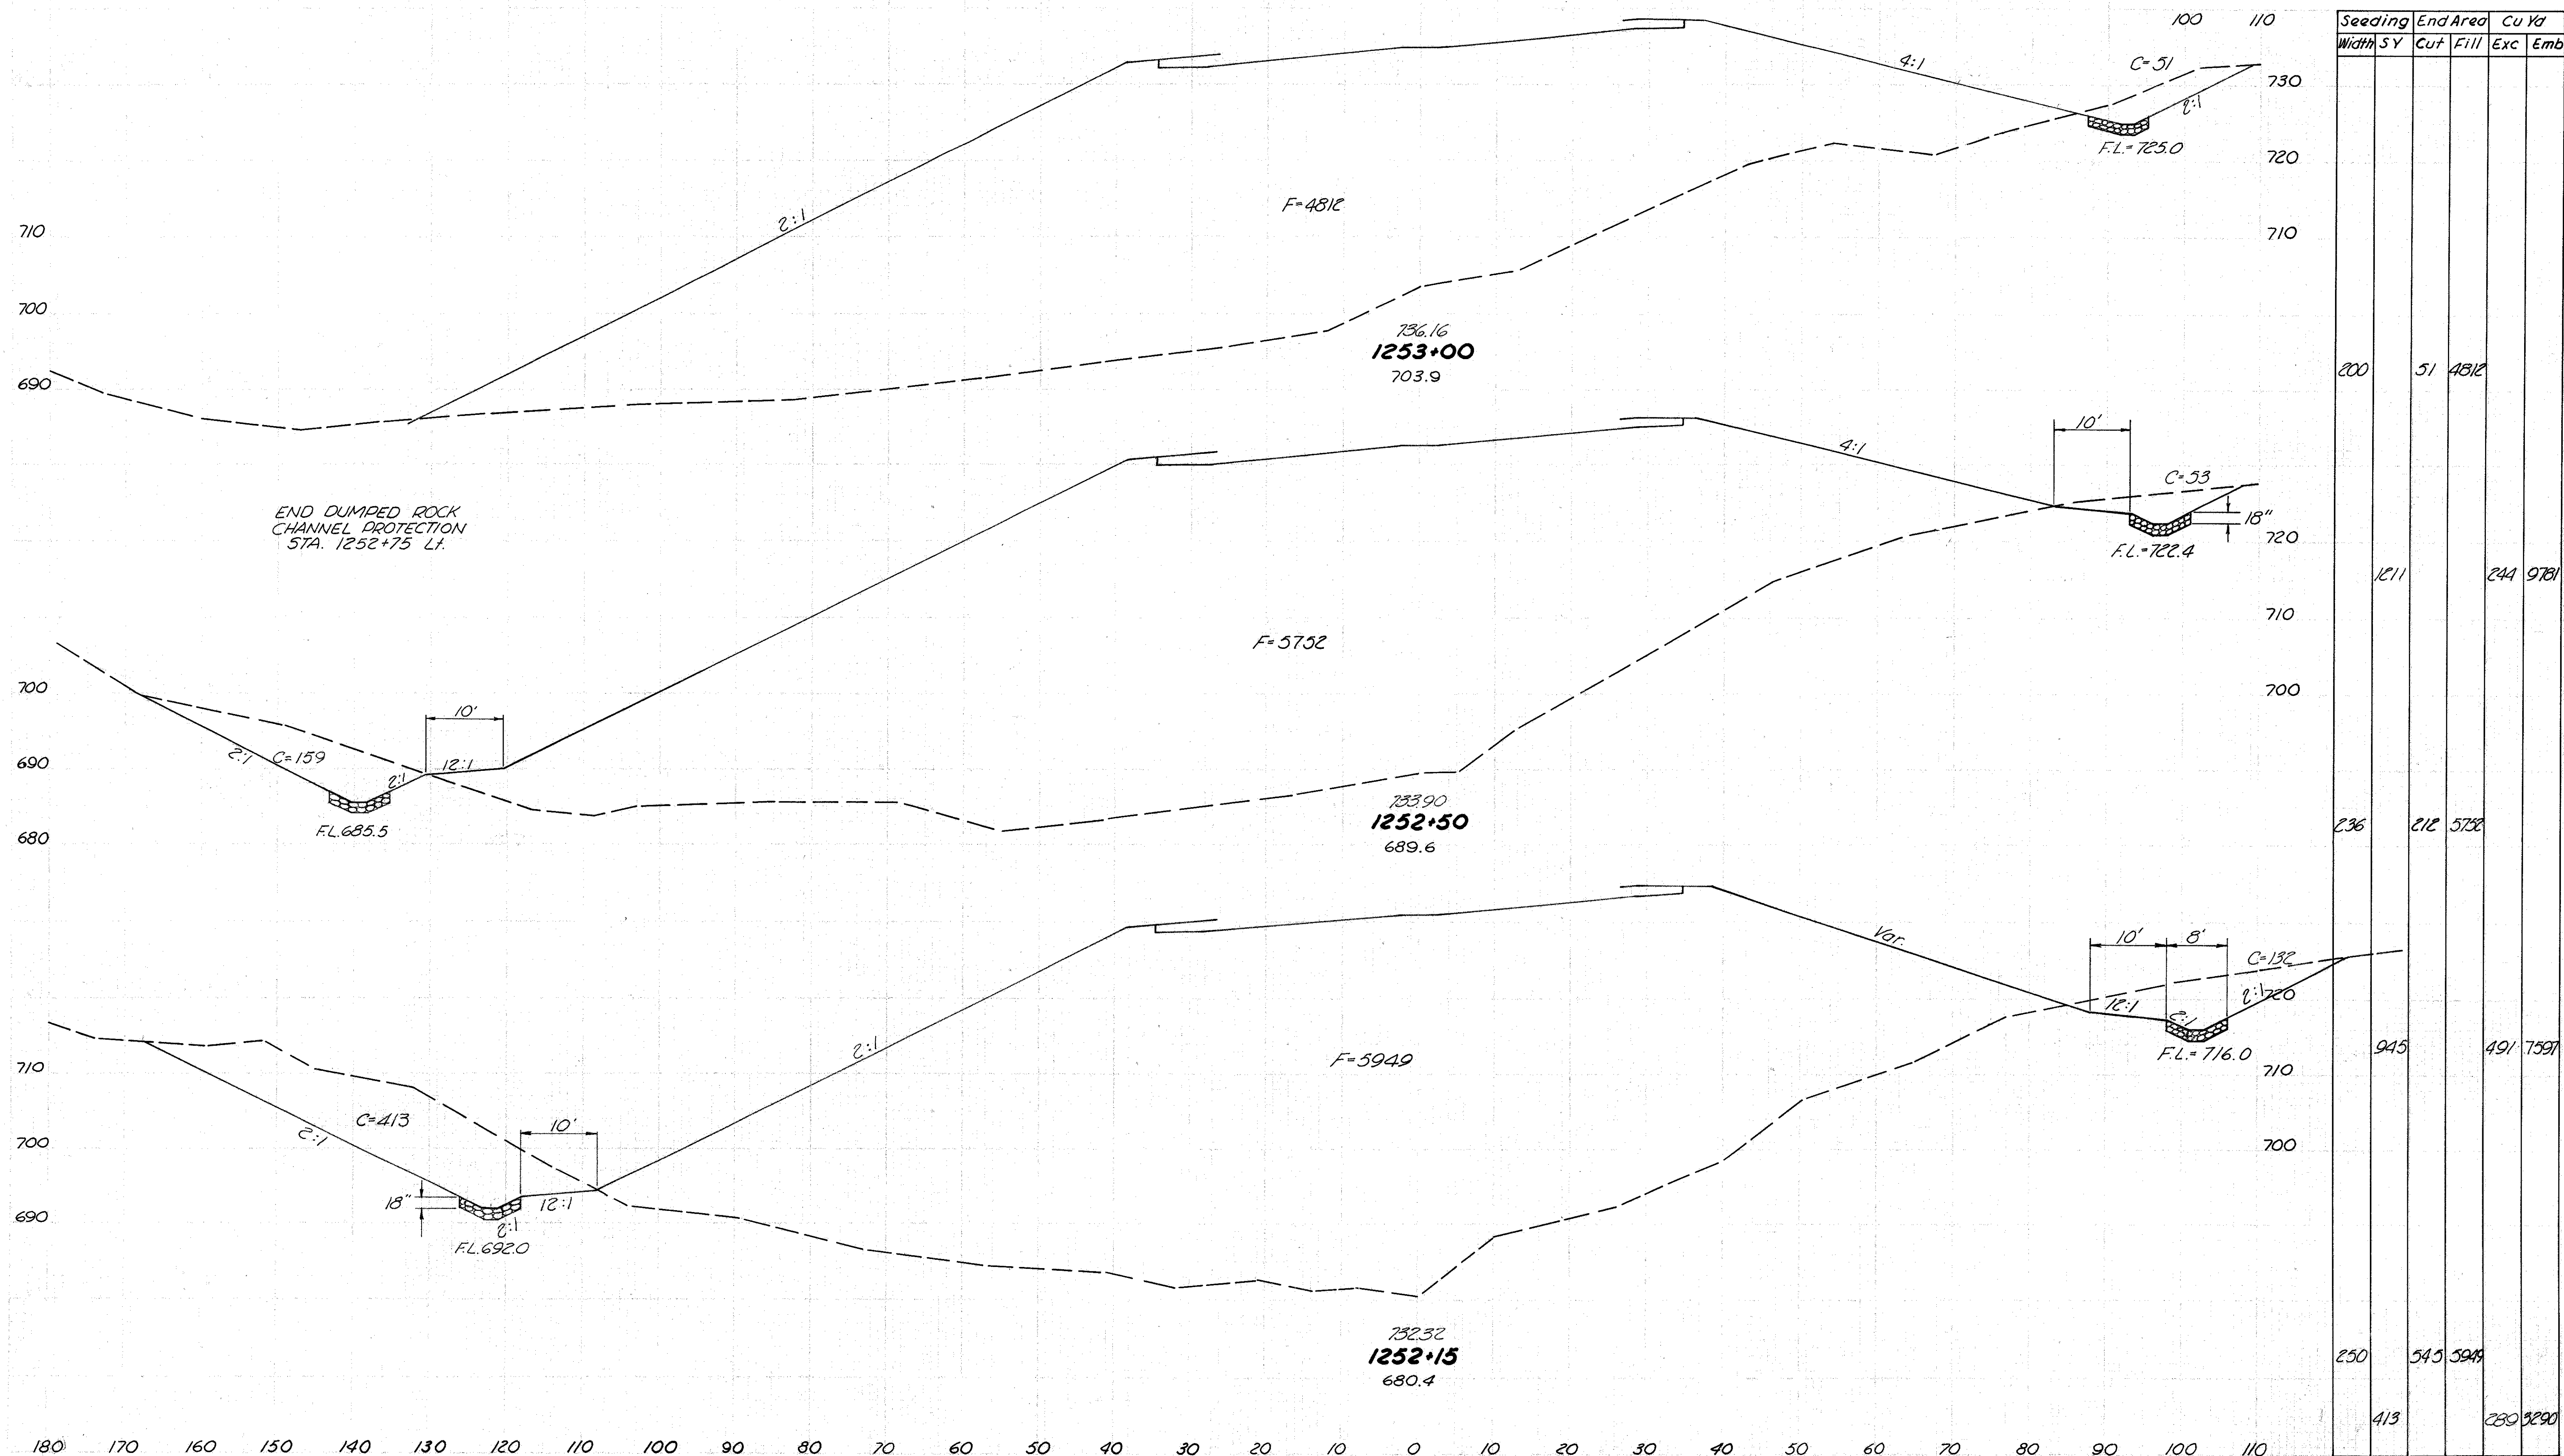 100 110
Seeding End Area Cu Yd
Width SY Cut Fill Exc Emb
4:1 C=51 730
2:1
F.L.=725.0 720
2:1 F=4812
710 710
700
736.16
1253+00
703.9
690
200 51 4812
10'
4:1
C=53
18"
F.L.=722.4 720
END DUMPED ROCK
CHANNEL PROTECTION
STA. 1252+75 Lt.
1211 244 9781
710
F=5752
700 700
10'
2:1 C=159 2:1 12:1
690
F.L.685.5
680
733.90
1252+50
689.6
236 212 5752
Var. 10' 8'
C=132
12:1 2:1 2:1 720
F.L.=716.0
945 491 7597
2:1 F=5949
710 710
C=413 10'
2:1
700 700
18" 12:1
2:1
690
F.L.692.0
732.32
1252+15
680.4
250 545 5949
413 289 3290
180 170 160 150 140 130 120 110 100 90 80 70 60 50 40 30 20 10 0 10 20 30 40 50 60 70 80 90 100 110